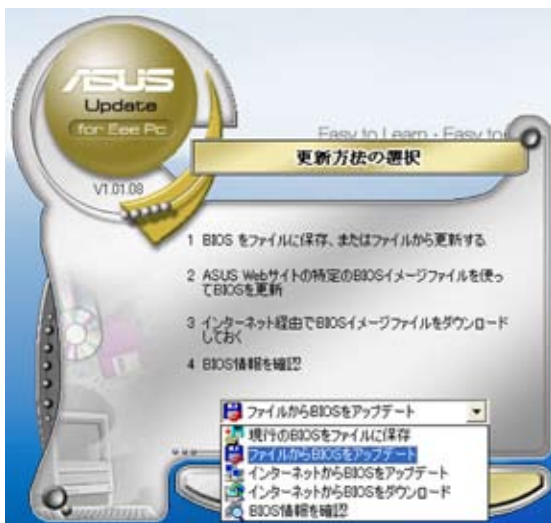 ASUS
Update
for Eee Pc
V1.01.08
Easy to Learn - Easy to
更新方法の選択
1 BIOS をファイルに保存、またはファイルから更新する
2 ASUS Webサイトの特定のBIOSイメージファイルを使っ
てBIOSを更新
3 インターネット経由でBIOSイメージファイルをダウンロード
しておく
4 BIOS情報を確認
ファイルからBIOSをアップデート
現行のBIOSをファイルに保存
ファイルからBIOSをアップデート
インターネットからBIOSをアップデート
インターネットからBIOSをダウンロード
BIOS情報を確認